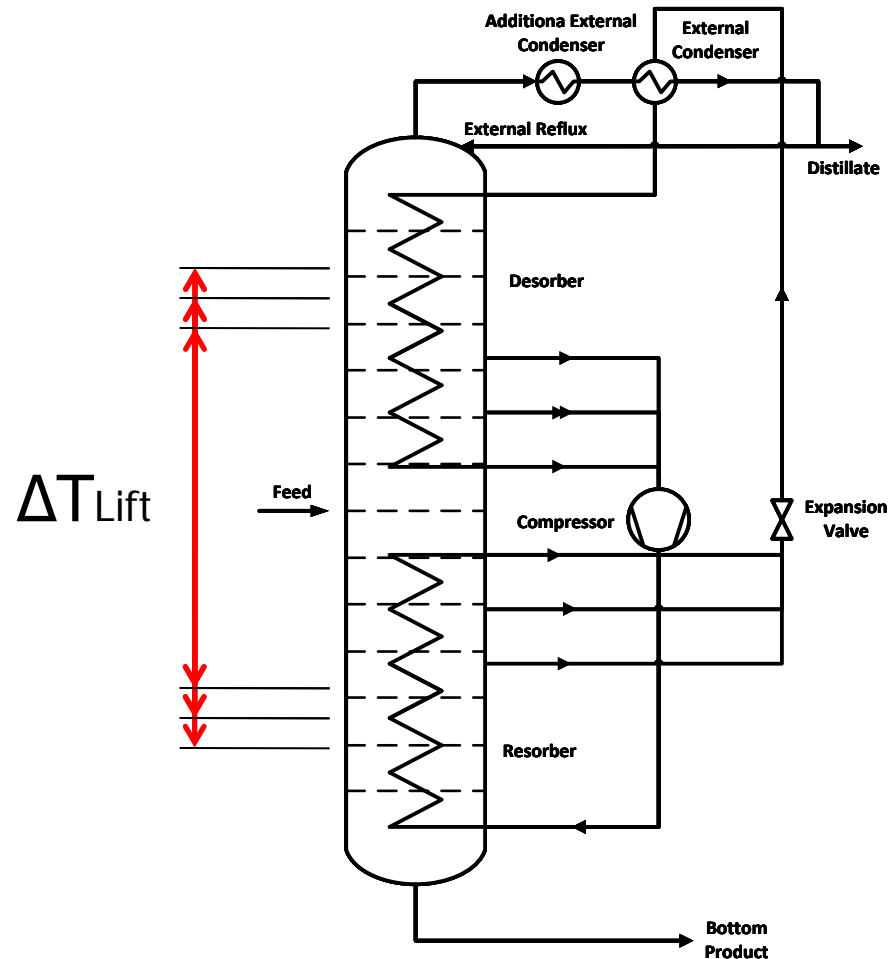 Additiona External
Condenser
External
Condenser
External Reflux
Distillate
Desorber
ΔTLift
Feed
Compressor
Expansion
Valve
Resorber
Bottom
Product